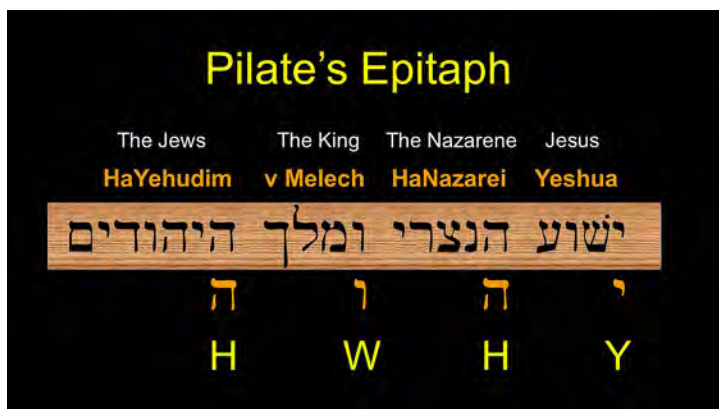 Pilate's Epitaph
The Jews The King The Nazarene Jesus
HaYehudim v Melech HaNazarei Yeshua
ישוע הנצרי ומלך היהודים
י ה ו ה
H W H Y